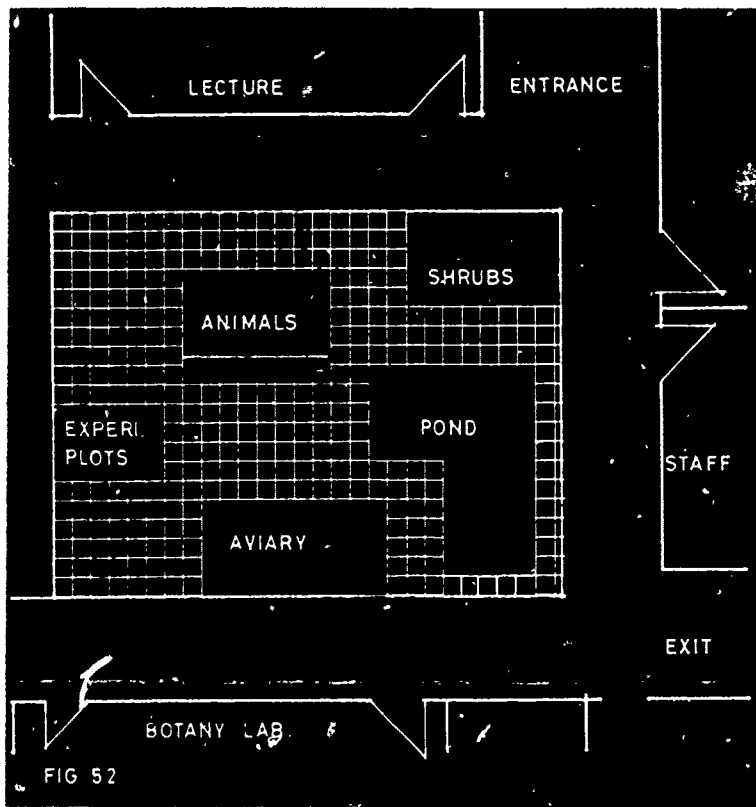 LECTURE
ENTRANCE
SHRUBS
ANIMALS
EXPERI.
PLOTS
POND
STAFF
AVIARY
EXIT
BOTANY LAB.
FIG 52